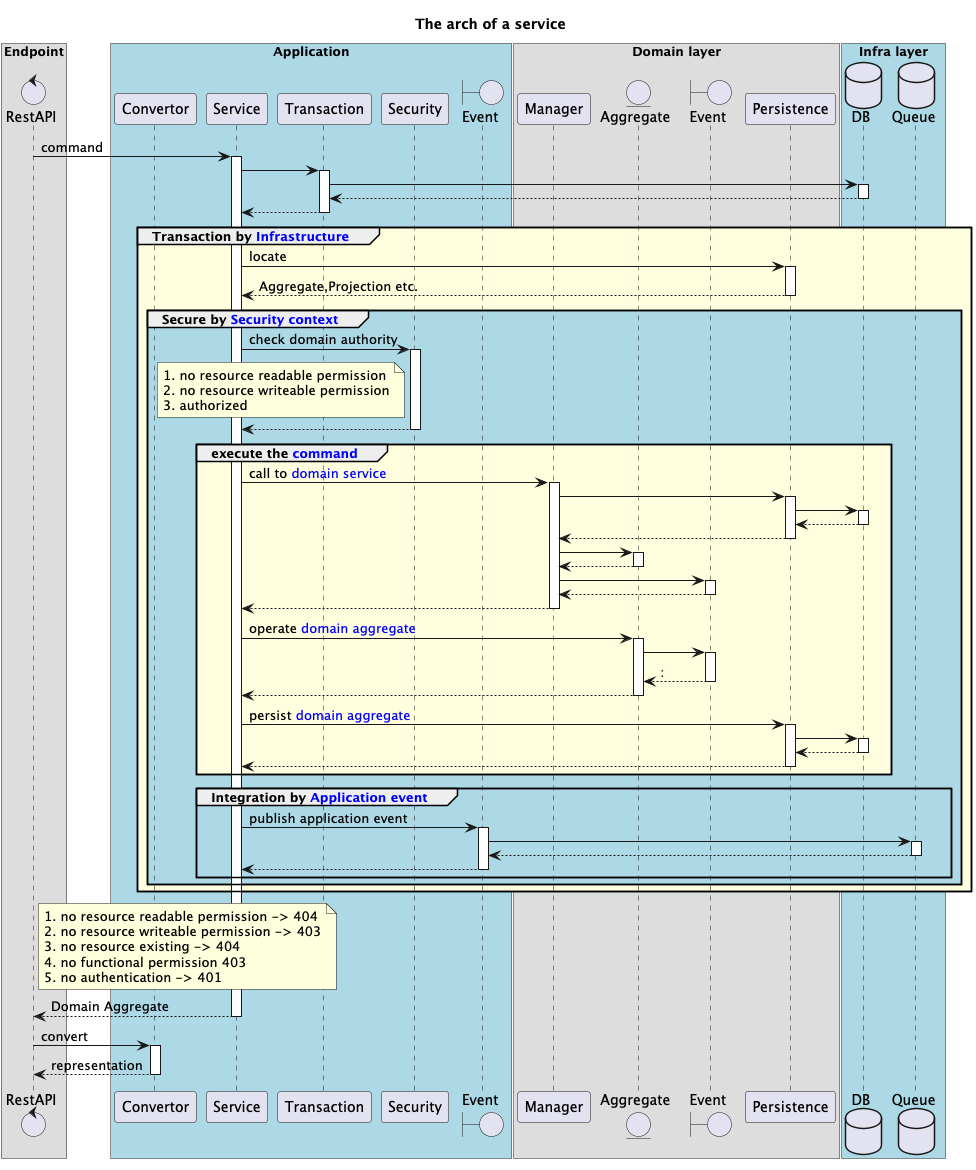 The arch of a service
Endpoint
Application
Domain layer
Infra layer
RestAPI
Convertor
Service
Transaction
Security
Event
Manager
Aggregate
Event
Persistence
DB
Queue
command
Transaction by Infrastructure
locate
Aggregate,Projection etc.
Secure by Security context
check domain authority
1. no resource readable permission
2. no resource writeable permission
3. authorized
execute the command
call to domain service
operate domain aggregate
:
persist domain aggregate
Integration by Application event
publish application event
1. no resource readable permission -> 404
2. no resource writeable permission -> 403
3. no resource existing -> 404
4. no functional permission 403
5. no authentication -> 401
Domain Aggregate
convert
representation
RestAPI
Convertor
Service
Transaction
Security
Event
Manager
Aggregate
Event
Persistence
DB
Queue